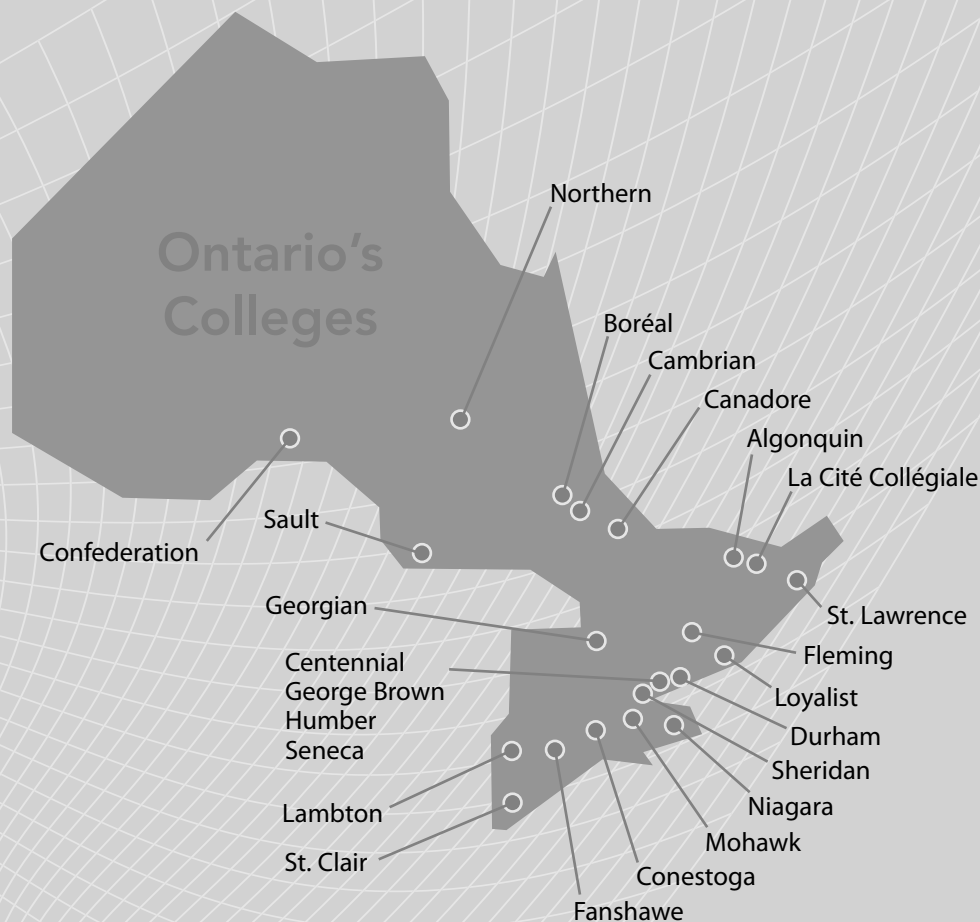 Ontario’s
Colleges
Northern
Boréal
Cambrian
Canadore
Algonquin
La Cité Collégiale
Sault
Confederation
Georgian
St. Lawrence
Fleming
Centennial
George Brown
Humber
Seneca
Loyalist
Durham
Sheridan
Niagara
Lambton
Mohawk
St. Clair
Conestoga
Fanshawe